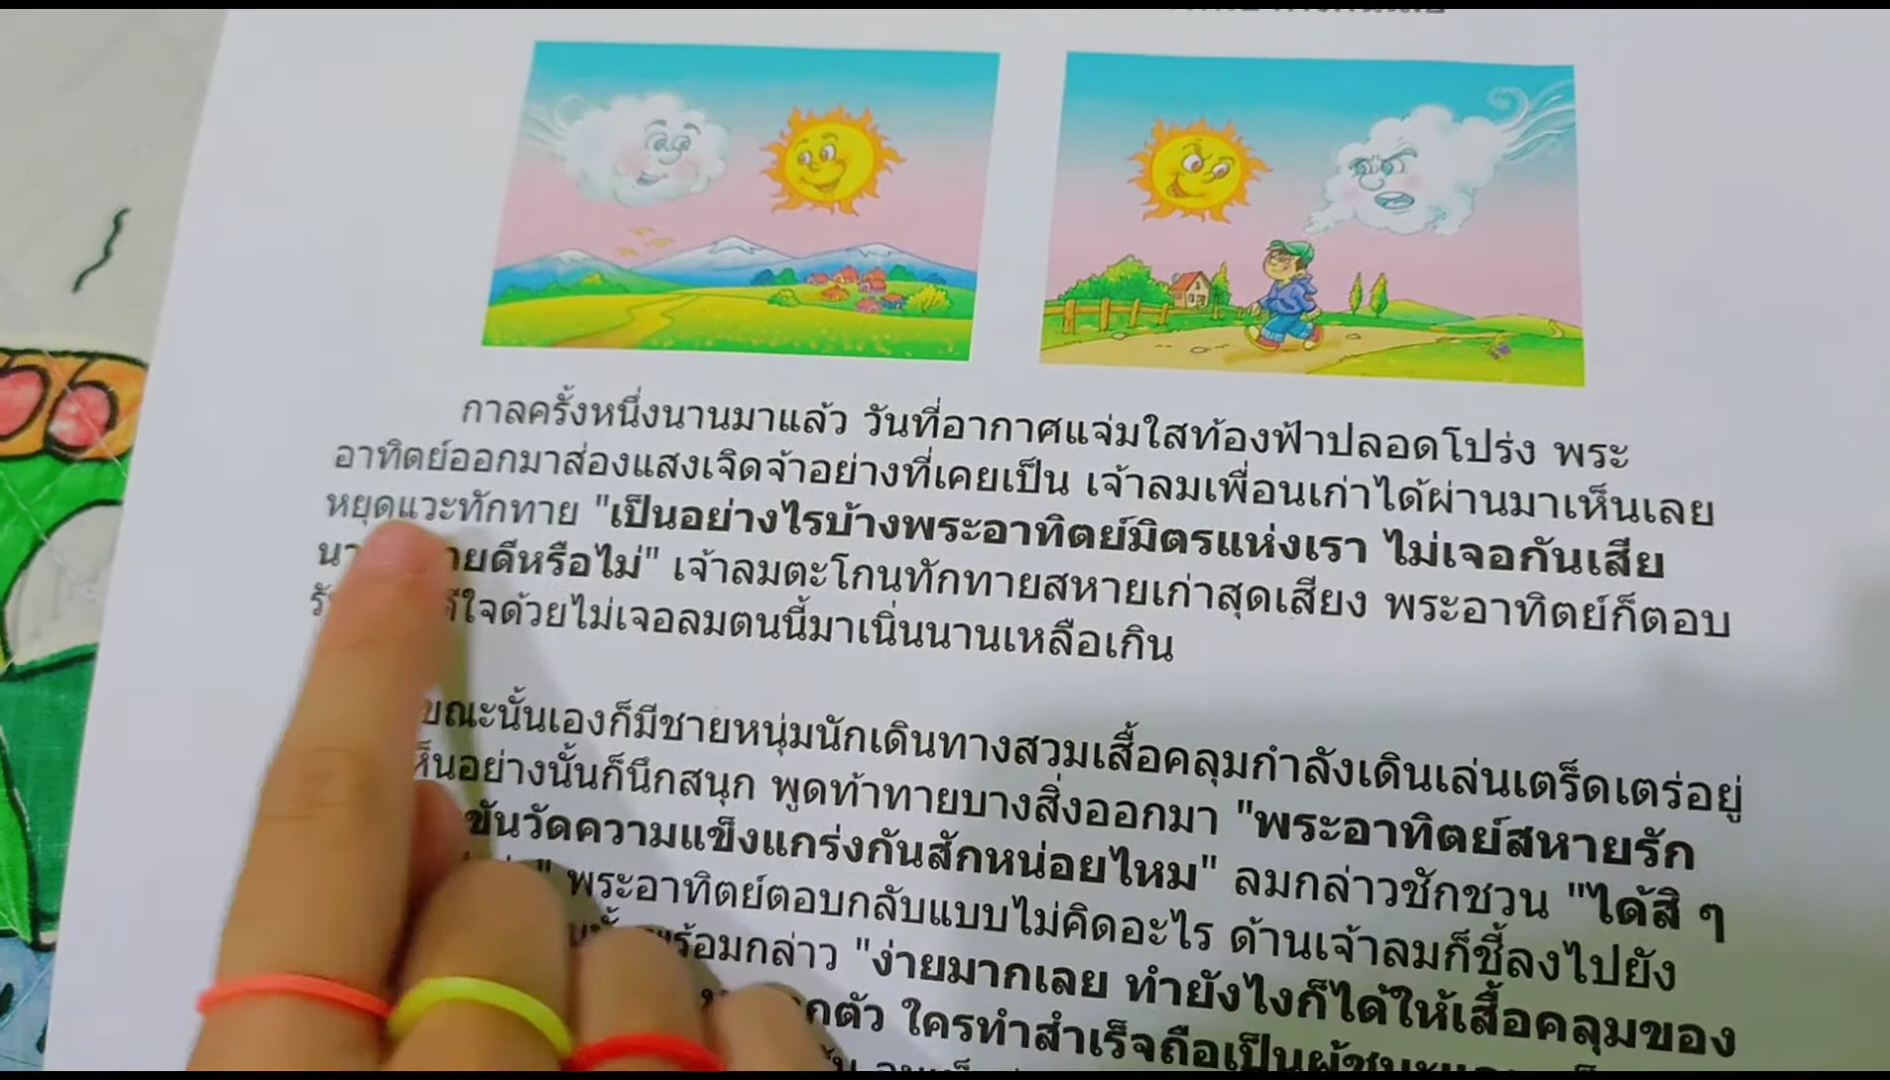 กาลครั้งหนึ่งนานมาแล้ว วันที่อากาศแจ่มใสท้องฟ้าปลอดโปร่ง พระ
อาทิตย์ออกมาส่องแสงเจิดจ้าอย่างที่เคยเป็น เจ้าลมเพื่อนเก่าได้ผ่านมาเห็นเลย
หยุดแวะทักทาย "เป็นอย่างไรบ้างพระอาทิตย์มิตรแห่งเรา ไม่เจอกันเสีย
ยดีหรือไม่" เจ้าลมตะโกนทักทายสหายเก่าสุดเสียง พระอาทิตย์ก็ตอบ
ดีใจด้วยไม่เจอลมตนนี้มาเนิ่นนานเหลือเกิน
ขณะนั้นเองก็มีชายหนุ่มนักเดินทางสวมเสื้อคลุมกำลังเดินเล่นเตร็ดเตร่อยู่
ห็นอย่างนั้นก็นึกสนุก พูดท้าทายบางสิ่งออกมา "พระอาทิตย์สหายรัก
ขันวัดความแข็งแกร่งกันสักหน่อยไหม" ลมกล่าวชักชวน "ได้สิ ๆ
" พระอาทิตย์ตอบกลับแบบไม่คิดอะไร ด้านเจ้าลมก็ชี้ลงไปยัง
พร้อมกล่าว "ง่ายมากเลย ทำยังไงก็ได้ให้เสื้อคลุมของ
กตัว ใครทำสำเร็จถือเป็นผู้ชนะ